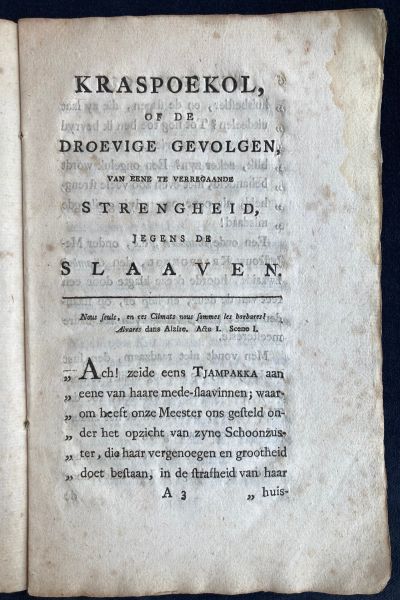 KRASPOEKOL,
OF DE
DROEVIGE GEVOLGEN,
VAN EENE TE VERREGAANDE
STRENGHEID,
JEGENS DE
SLAAVEN.
Nous ſeuls, en ces Climats nous ſommes les barbares!
Alvares dans Alzire. Acte I. Scene I.
Ach! zeide eens TJAMPAKKA aan
„ eene van haare mede-ſlaavinnen; waar-
„ om heeft onze Meester ons geſteld on-
„ der het opzicht van zyne Schoonzus-
„ ter, die haar vergenoegen en grootheid
„ doet beſtaan, in de ſtrafheid van haar
A 3 „ huis-